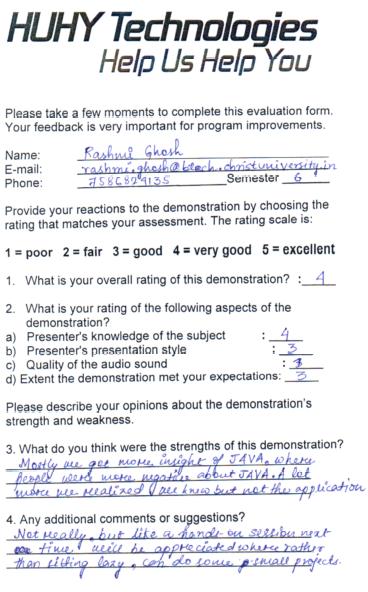 HUHY Technologies
Help Us Help You
Please take a few moments to complete this evaluation form.
Your feedback is very important for program improvements.
Name: Rashmi Ghosh
E-mail: rashmi.ghosh@btech.christuniversity.in
Phone: 7586829135 Semester 6
Provide your reactions to the demonstration by choosing the
rating that matches your assessment. The rating scale is:
1 = poor 2 = fair 3 = good 4 = very good 5 = excellent
1. What is your overall rating of this demonstration? : 4
2. What is your rating of the following aspects of the
demonstration?
a) Presenter's knowledge of the subject : 4
b) Presenter's presentation style : 3
c) Quality of the audio sound : 3
d) Extent the demonstration met your expectations: 3
Please describe your opinions about the demonstration's
strength and weakness.
3. What do you think were the strengths of this demonstration?
Mostly we got more insight of JAVA. where
people were more negative about JAVA. A lot
more we realized we knew but not the application
4. Any additional comments or suggestions?
Not really, but like a hands on session next
time will be appreciated where rather
than sitting lazy, can do some small projects.